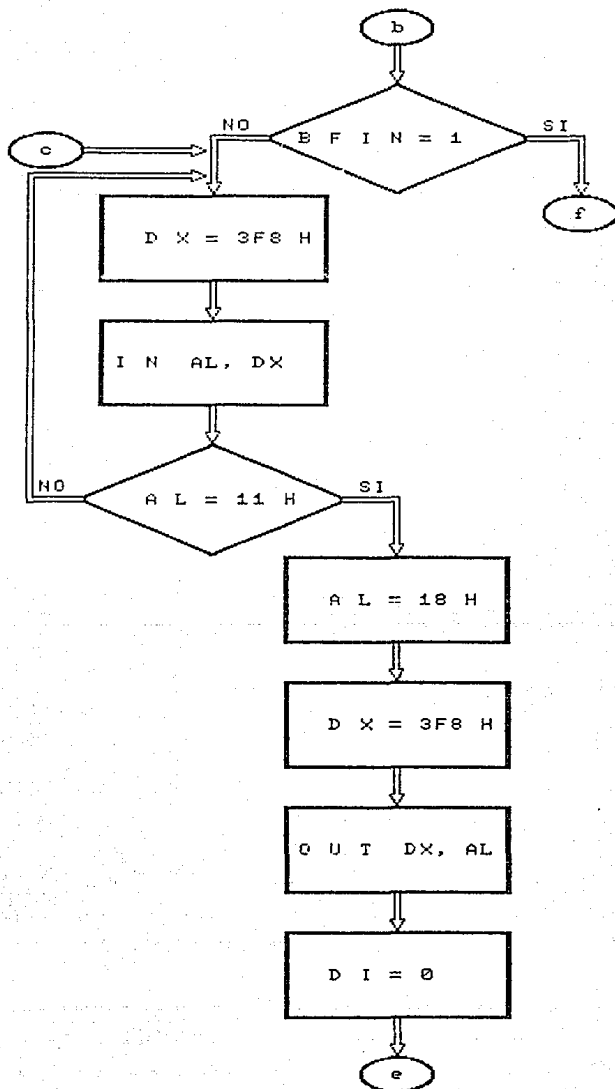 b
B F I N = 1
NO
SI
c
f
D X = 3F8 H
I N AL, DX
A L = 11 H
NO
SI
A L = 18 H
D X = 3F8 H
O U T DX, AL
D I = 0
e